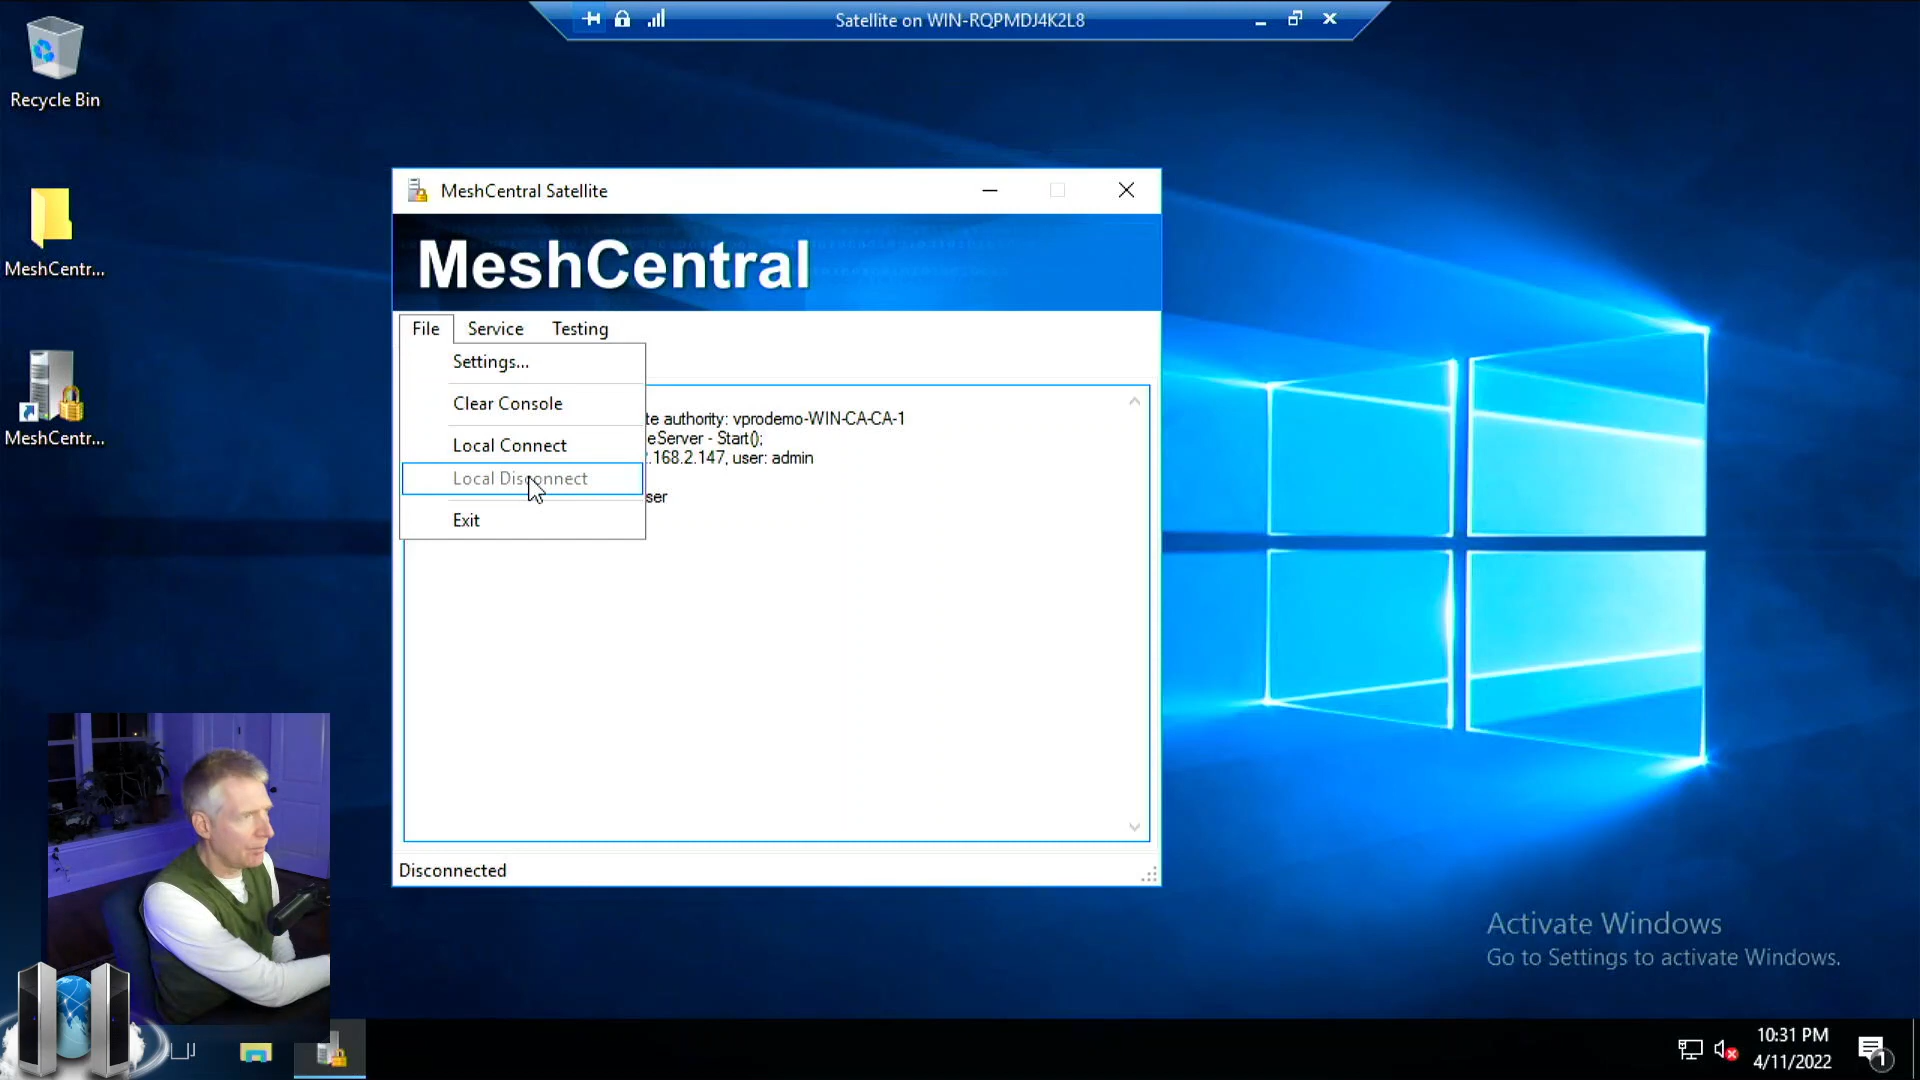 Satellite on WIN-RQPMDJ4K2L8
Recycle Bin
MeshCentr...
MeshCentr...
MeshCentral Satellite
MeshCentral
File Service Testing
Settings...
Clear Console
Local Connect
Local Disconnect
Exit
te authority: vprodemo-WIN-CA-CA-1
eServer - Start();
.168.2.147, user: admin
ser
Disconnected
Activate Windows
Go to Settings to activate Windows.
10:31 PM
4/11/2022
1